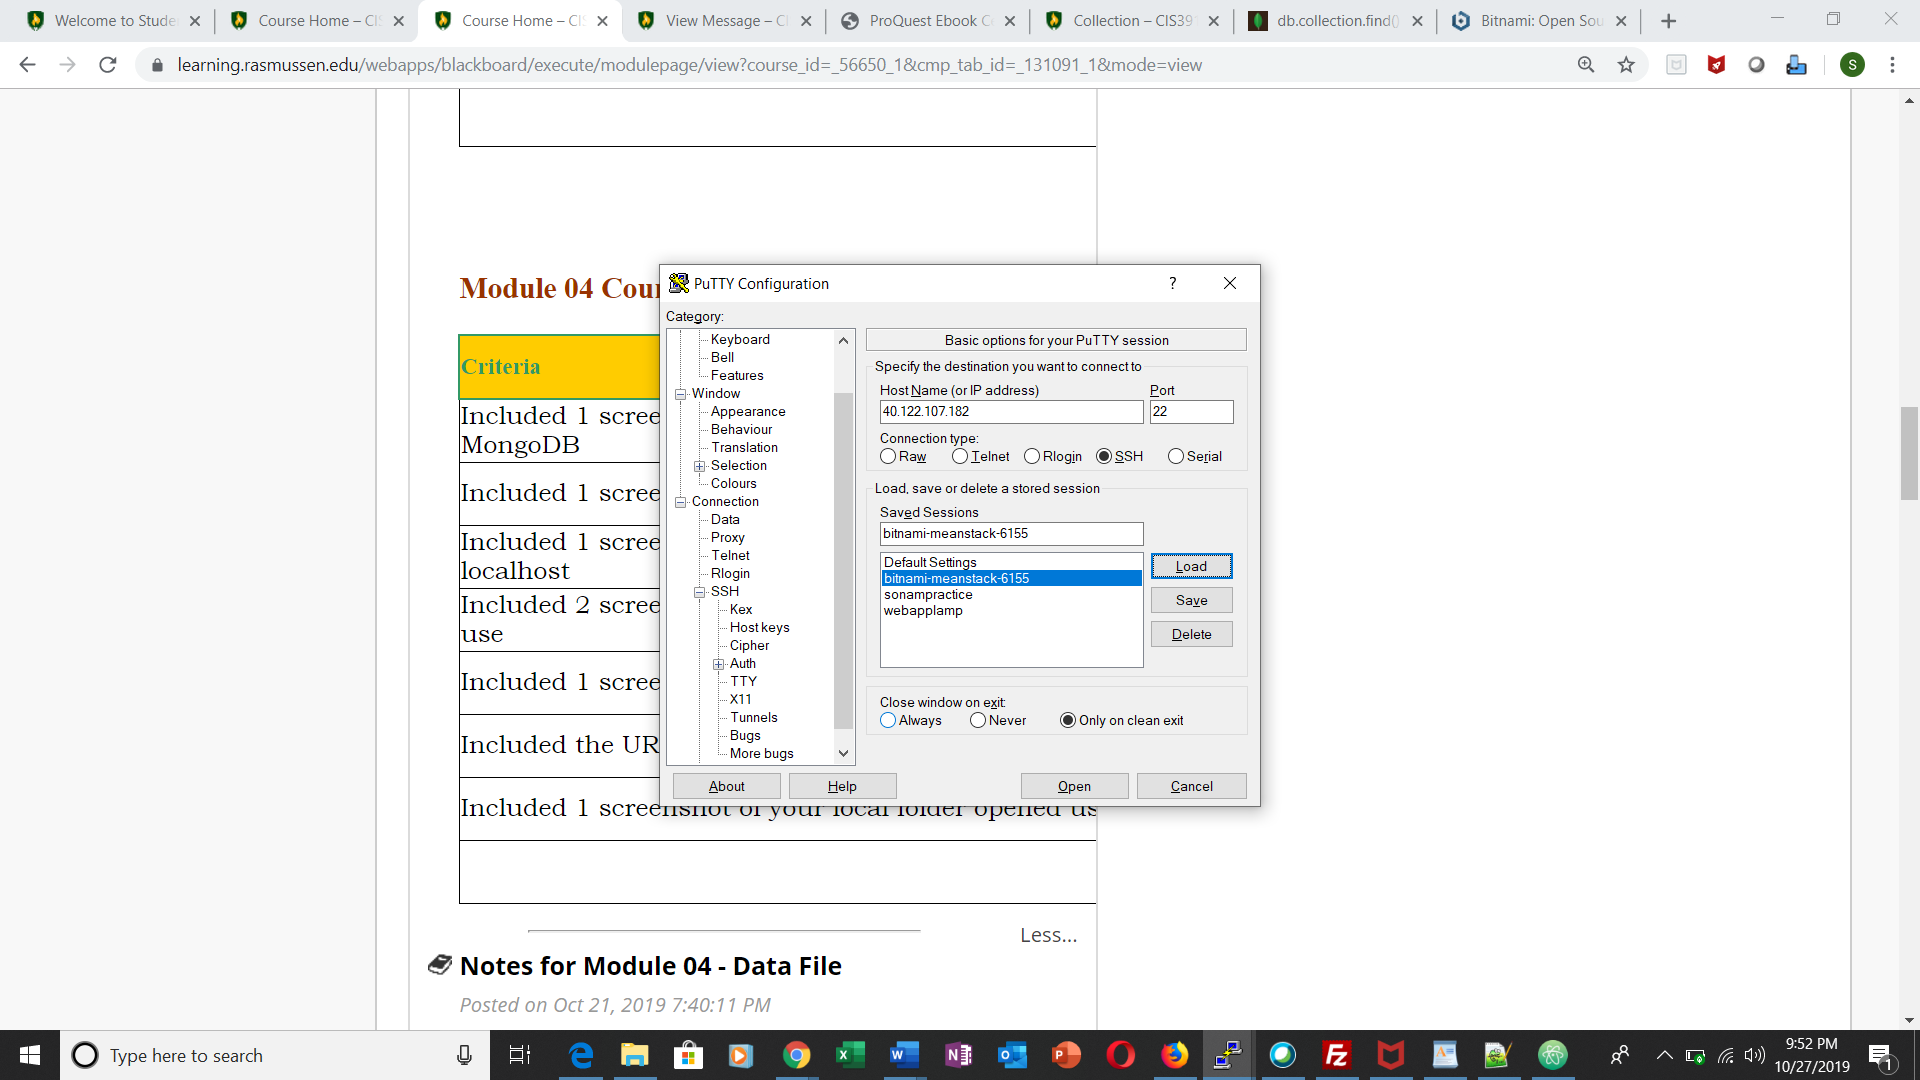 Welcome to Stude
Course Home – CIS
Course Home – CIS
View Message – CI
ProQuest Ebook Ce
Collection – CIS391
db.collection.find()
Bitnami: Open Sou
learning.rasmussen.edu/webapps/blackboard/execute/modulepage/view?course_id=_56650_1&cmp_tab_id=_131091_1&mode=view
S
Module 04 Cour
Criteria
Included 1 scree
MongoDB
Included 1 scree
Included 1 scree
localhost
Included 2 scree
use
Included 1 scree
Included the UR
Included 1 screenshot of your local folder opened us
PuTTY Configuration
?
Category:
Keyboard
Bell
Features
Window
Appearance
Behaviour
Translation
Selection
Colours
Connection
Data
Proxy
Telnet
Rlogin
SSH
Kex
Host keys
Cipher
Auth
TTY
X11
Tunnels
Bugs
More bugs
Basic options for your PuTTY session
Specify the destination you want to connect to
Host Name (or IP address) Port
40.122.107.182 22
Connection type:
Raw Telnet Rlogin SSH Serial
Load, save or delete a stored session
Saved Sessions
bitnami-meanstack-6155
Default Settings
bitnami-meanstack-6155
sonampractice
webapplamp
Load
Save
Delete
Close window on exit:
Always Never Only on clean exit
About Help Open Cancel
Less...
Notes for Module 04 - Data File
Posted on Oct 21, 2019 7:40:11 PM
Type here to search
9:52 PM
10/27/2019
1